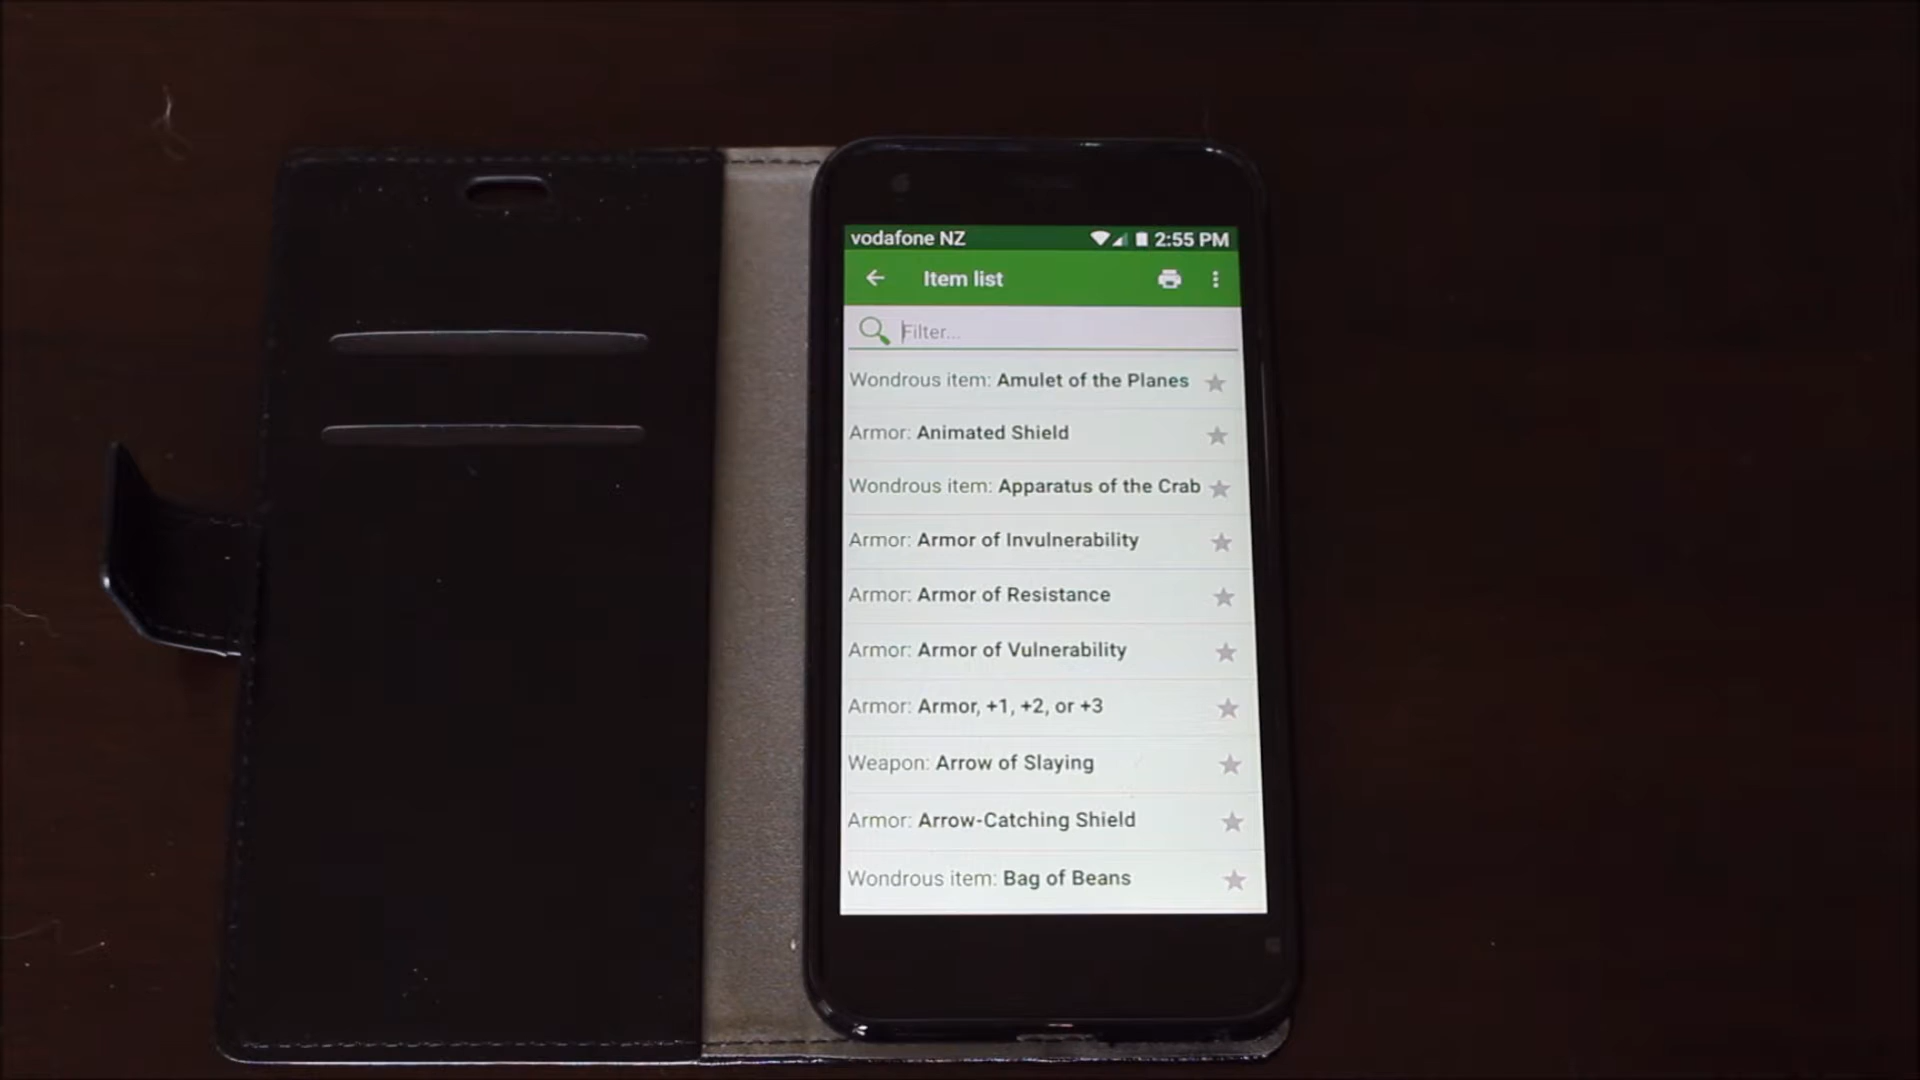 vodafone NZ 2:55 PM
Item list
Filter...
Wondrous item: Amulet of the Planes
Armor: Animated Shield
Wondrous item: Apparatus of the Crab
Armor: Armor of Invulnerability
Armor: Armor of Resistance
Armor: Armor of Vulnerability
Armor: Armor, +1, +2, or +3
Weapon: Arrow of Slaying
Armor: Arrow-Catching Shield
Wondrous item: Bag of Beans